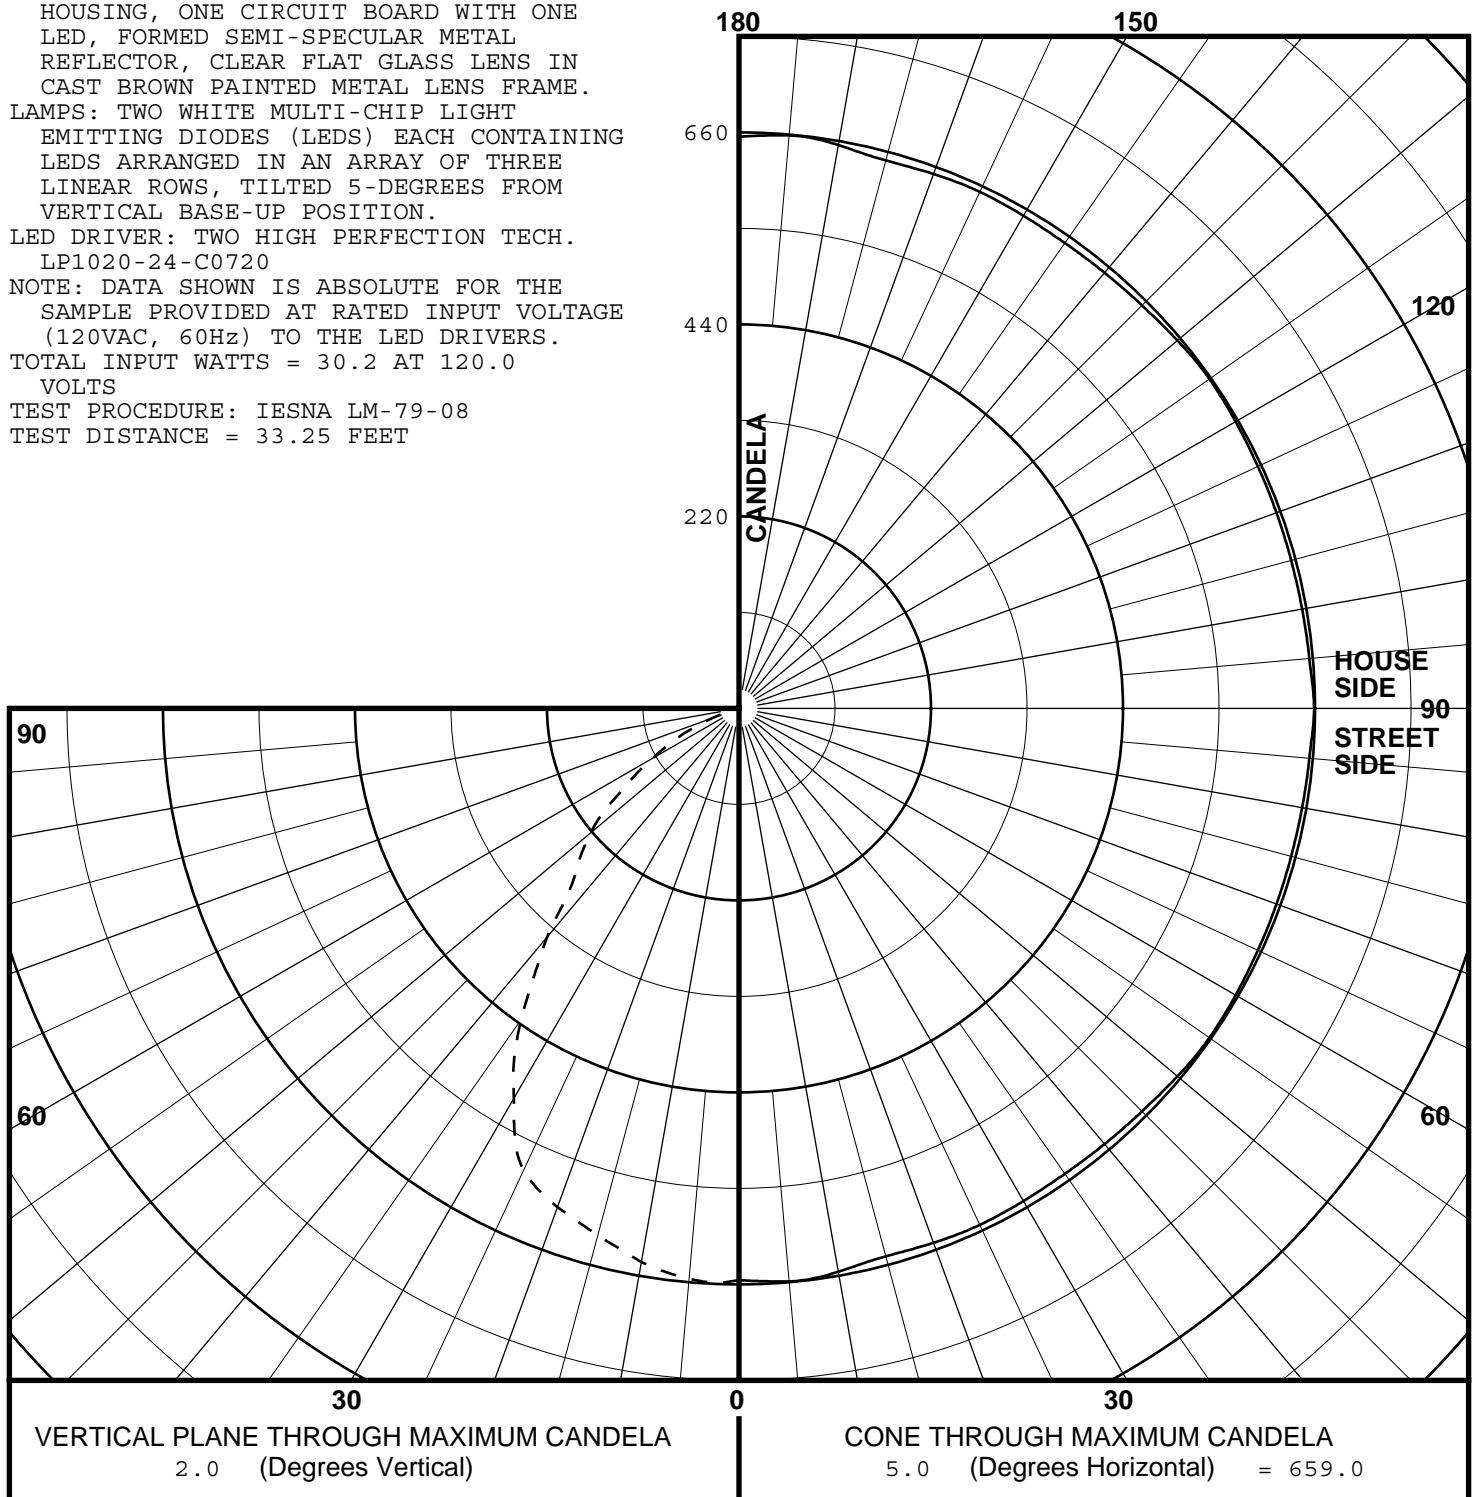 HOUSING, ONE CIRCUIT BOARD WITH ONE
LED, FORMED SEMI-SPECULAR METAL
REFLECTOR, CLEAR FLAT GLASS LENS IN
CAST BROWN PAINTED METAL LENS FRAME.
LAMPS: TWO WHITE MULTI-CHIP LIGHT
EMITTING DIODES (LEDS) EACH CONTAINING
LEDS ARRANGED IN AN ARRAY OF THREE
LINEAR ROWS, TILTED 5-DEGREES FROM
VERTICAL BASE-UP POSITION.
LED DRIVER: TWO HIGH PERFECTION TECH.
LP1020-24-C0720
NOTE: DATA SHOWN IS ABSOLUTE FOR THE
SAMPLE PROVIDED AT RATED INPUT VOLTAGE
(120VAC, 60Hz) TO THE LED DRIVERS.
TOTAL INPUT WATTS = 30.2 AT 120.0
VOLTS
TEST PROCEDURE: IESNA LM-79-08
TEST DISTANCE = 33.25 FEET
180
150
660
120
440
CANDELA
220
HOUSE
SIDE
90
90
STREET
SIDE
60
60
30
0
30
VERTICAL PLANE THROUGH MAXIMUM CANDELA
2.0 (Degrees Vertical)
CONE THROUGH MAXIMUM CANDELA
5.0 (Degrees Horizontal) = 659.0